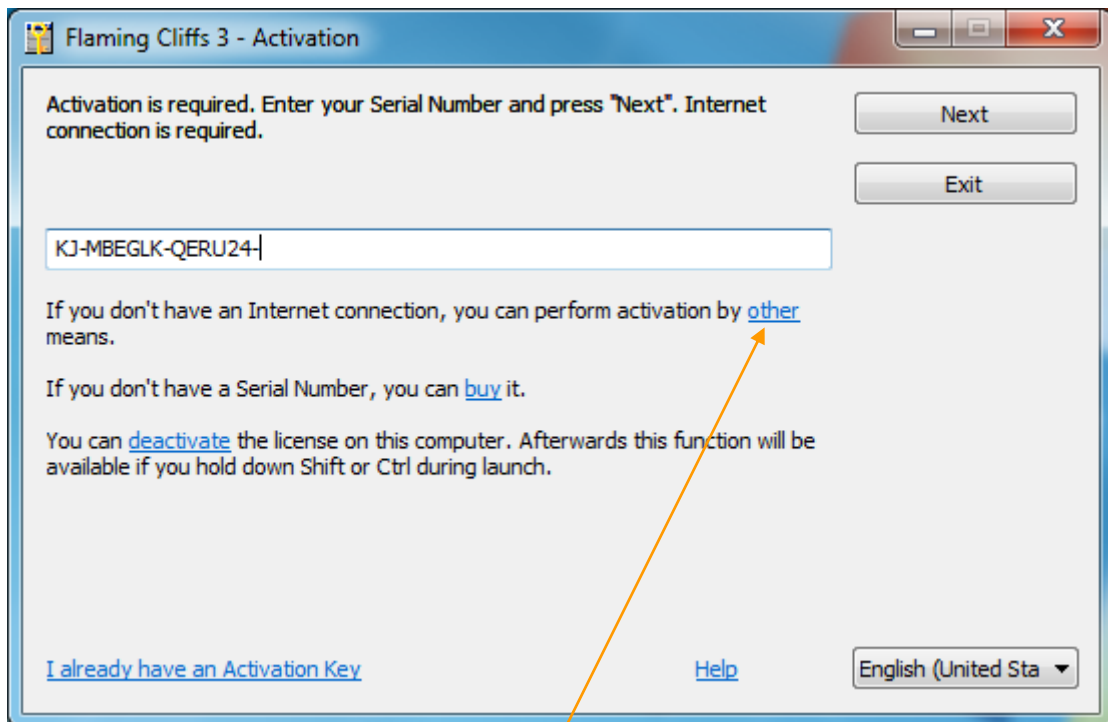 Flaming Cliffs 3 - Activation
Activation is required. Enter your Serial Number and press "Next". Internet
connection is required.
Next
Exit
KJ-MBEGLK-QERU24-
If you don't have an Internet connection, you can perform activation by other
means.
If you don't have a Serial Number, you can buy it.
You can deactivate the license on this computer. Afterwards this function will be
available if you hold down Shift or Ctrl during launch.
I already have an Activation Key
Help
English (United Sta